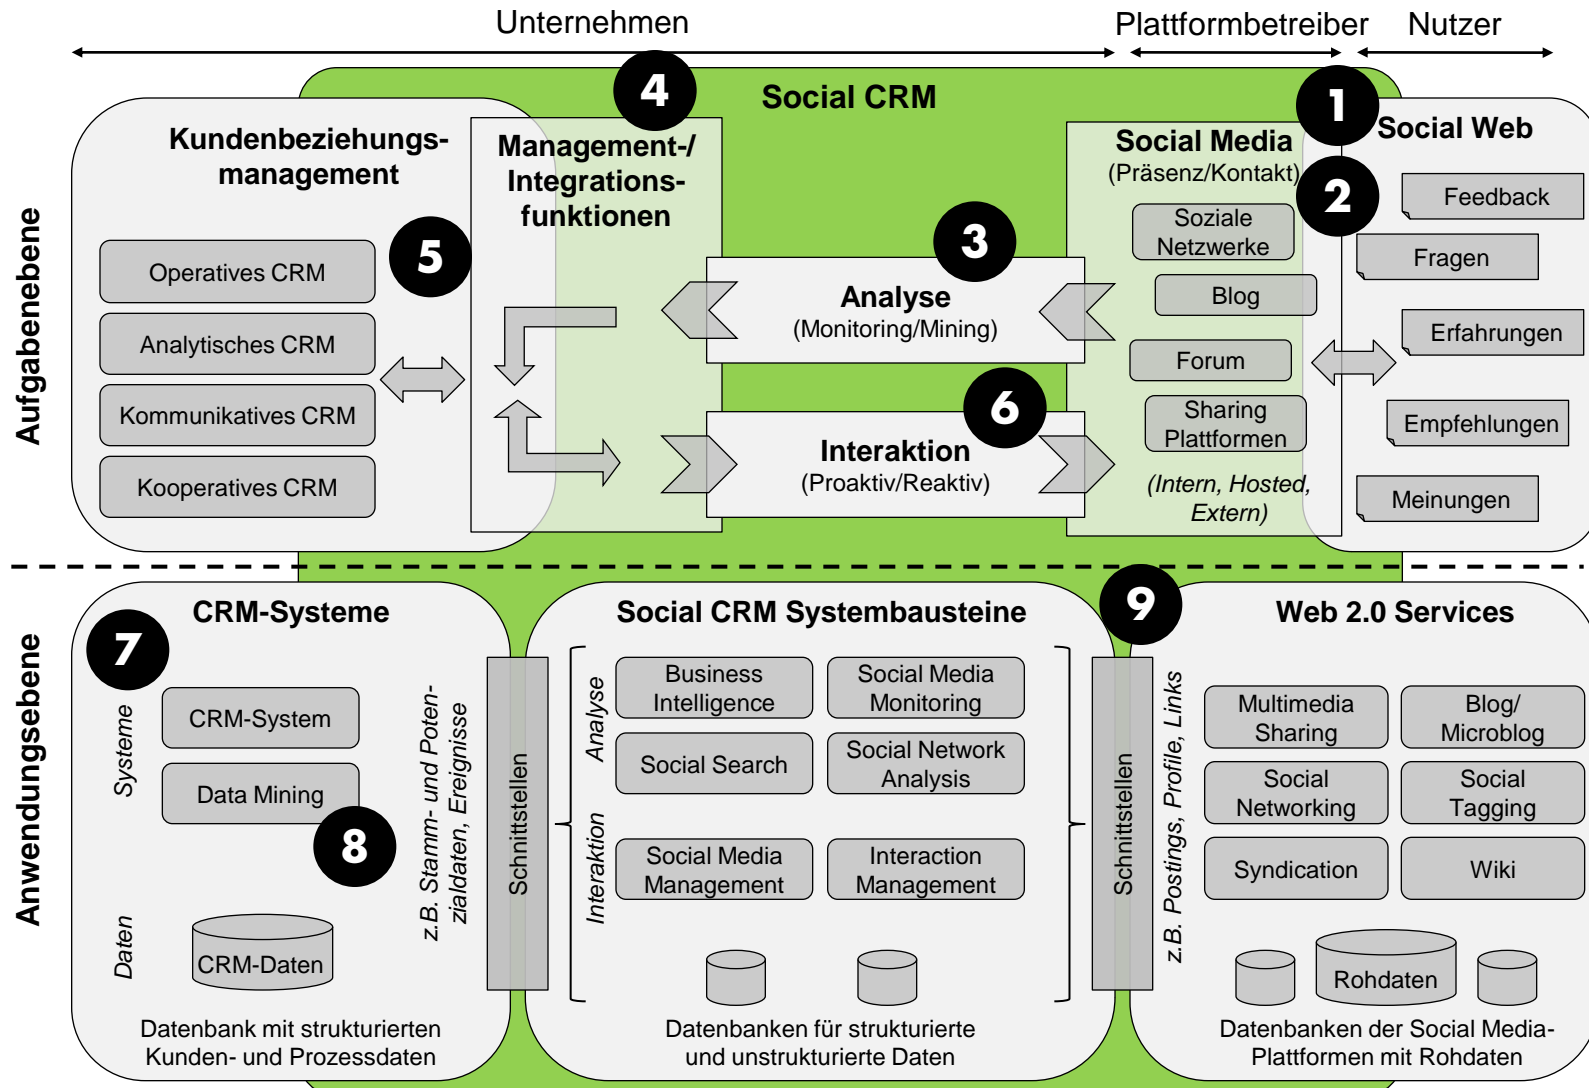 Unternehmen
Plattformbetreiber
Nutzer
Social CRM
4
1
Aufgabenebene
Kundenbeziehungs-
management
5
Operatives CRM
Analytisches CRM
Kommunikatives CRM
Kooperatives CRM
Management-/
Integrations-
funktionen
3
Analyse
(Monitoring/Mining)
6
Interaktion
(Proaktiv/Reaktiv)
Social Media
(Präsenz/Kontakt)
2
Soziale
Netzwerke
Blog
Forum
Sharing
Plattformen
(Intern, Hosted,
Extern)
Social Web
Feedback
Fragen
Erfahrungen
Empfehlungen
Meinungen
Anwendungsebene
CRM-Systeme
7
Systeme
CRM-System
Data Mining
8
Daten
CRM-Daten
z.B. Stamm- und Poten-
zialdaten, Ereignisse
Datenbank mit strukturierten
Kunden- und Prozessdaten
Schnittstellen
Social CRM Systembausteine
Analyse
Business
Intelligence
Social Media
Monitoring
Social Search
Social Network
Analysis
Interaktion
Social Media
Management
Interaction
Management
Datenbanken für strukturierte
und unstrukturierte Daten
Schnittstellen
9
Web 2.0 Services
z.B. Postings, Profile, Links
Multimedia
Sharing
Blog/
Microblog
Social
Networking
Social
Tagging
Syndication
Wiki
Rohdaten
Datenbanken der Social Media-
Plattformen mit Rohdaten